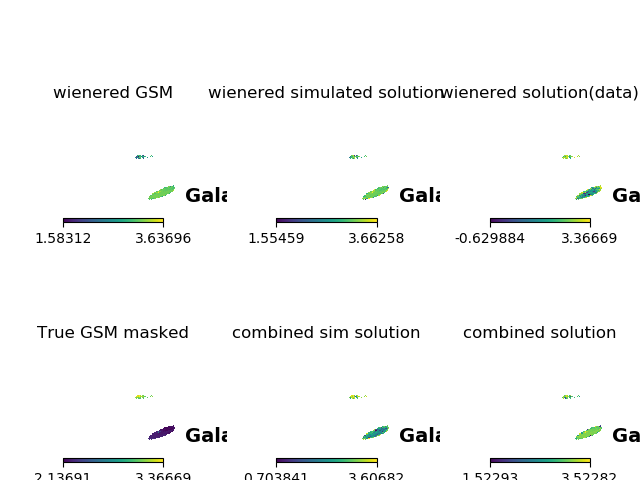 wienered GSM
wienered simulated solution
wienered solution(data)
Gala
Gala
Ga
1.58312 3.63696
1.55459 3.66258
-0.629884 3.36669
True GSM masked
combined sim solution
combined solution
Gala
Gala
Ga
2.13691 3.36669
0.703841 3.60682
1.52293 3.52282